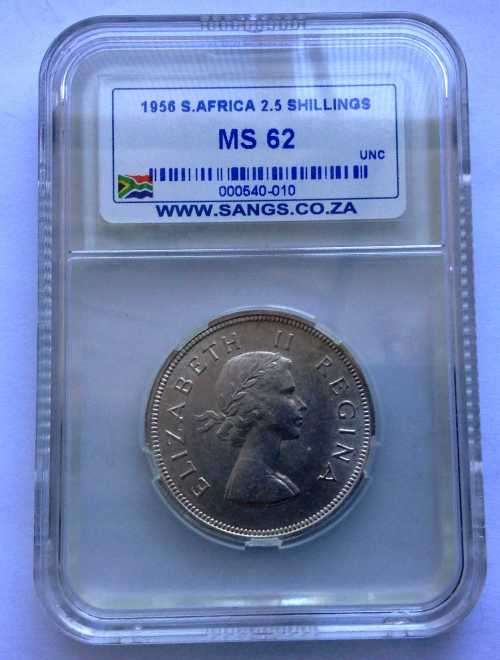 1956 S.AFRICA 2.5 SHILLINGS
MS 62
UNC
000540-010
WWW.SANGS.CO.ZA
ELIZABETH II REGINA